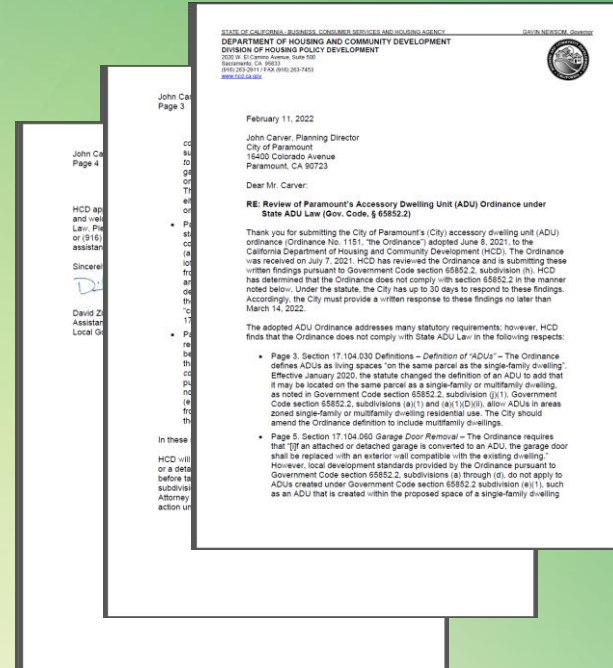 STATE OF CALIFORNIA - BUSINESS, CONSUMER SERVICES AND HOUSING AGENCY GAVIN NEWSOM, Governor
DEPARTMENT OF HOUSING AND COMMUNITY DEVELOPMENT
DIVISION OF HOUSING POLICY DEVELOPMENT
2020 W. El Camino Avenue, Suite 500
Sacramento, CA 95833
(916) 263-2911 / FAX (916) 263-7453
www.hcd.ca.gov
February 11, 2022
John Carver, Planning Director
City of Paramount
16400 Colorado Avenue
Paramount, CA 90723
Dear Mr. Carver:
RE: Review of Paramount's Accessory Dwelling Unit (ADU) Ordinance under
State ADU Law (Gov. Code, § 65852.2)
Thank you for submitting the City of Paramount's (City) accessory dwelling unit (ADU)
ordinance (Ordinance No. 1151, "the Ordinance") adopted June 8, 2021, to the
California Department of Housing and Community Development (HCD). The Ordinance
was received on July 7, 2021. HCD has reviewed the Ordinance and is submitting these
written findings pursuant to Government Code section 65852.2, subdivision (h). HCD
has determined that the Ordinance does not comply with section 65852.2 in the manner
noted below. Under the statute, the City has up to 30 days to respond to these findings.
Accordingly, the City must provide a written response to these findings no later than
March 14, 2022.
The adopted ADU Ordinance addresses many statutory requirements; however, HCD
finds that the Ordinance does not comply with State ADU Law in the following respects:
• Page 3. Section 17.104.030 Definitions – Definition of "ADUs" – The Ordinance
defines ADUs as living spaces "on the same parcel as the single-family dwelling".
Effective January 2020, the statute changed the definition of an ADU to add that
it may be located on the same parcel as a single-family or multifamily dwelling,
as noted in Government Code section 65852.2, subdivision (j)(1). Government
Code section 65852.2, subdivisions (a)(1) and (a)(1)(D)(ii), allow ADUs in areas
zoned single-family or multifamily dwelling residential use. The City should
amend the Ordinance definition to include multifamily dwellings.
• Page 5. Section 17.104.060 Garage Door Removal – The Ordinance requires
that "[i]f an attached or detached garage is converted to an ADU, the garage door
shall be replaced with an exterior wall compatible with the existing dwelling."
However, local development standards provided by the Ordinance pursuant to
Government Code section 65852.2, subdivisions (a) through (d), do not apply to
ADUs created under Government Code section 65852.2 subdivision (e)(1), such
as an ADU that is created within the proposed space of a single-family dwelling
John Car
Page 3
In these
HCD will
or a deta
before ta
subdivisi
Attorney
action un
John Ca
Page 4
HCD ap
and welc
Law. Ple
or (916)
assistan
Sincerel
David Zi
Assistan
Local Go